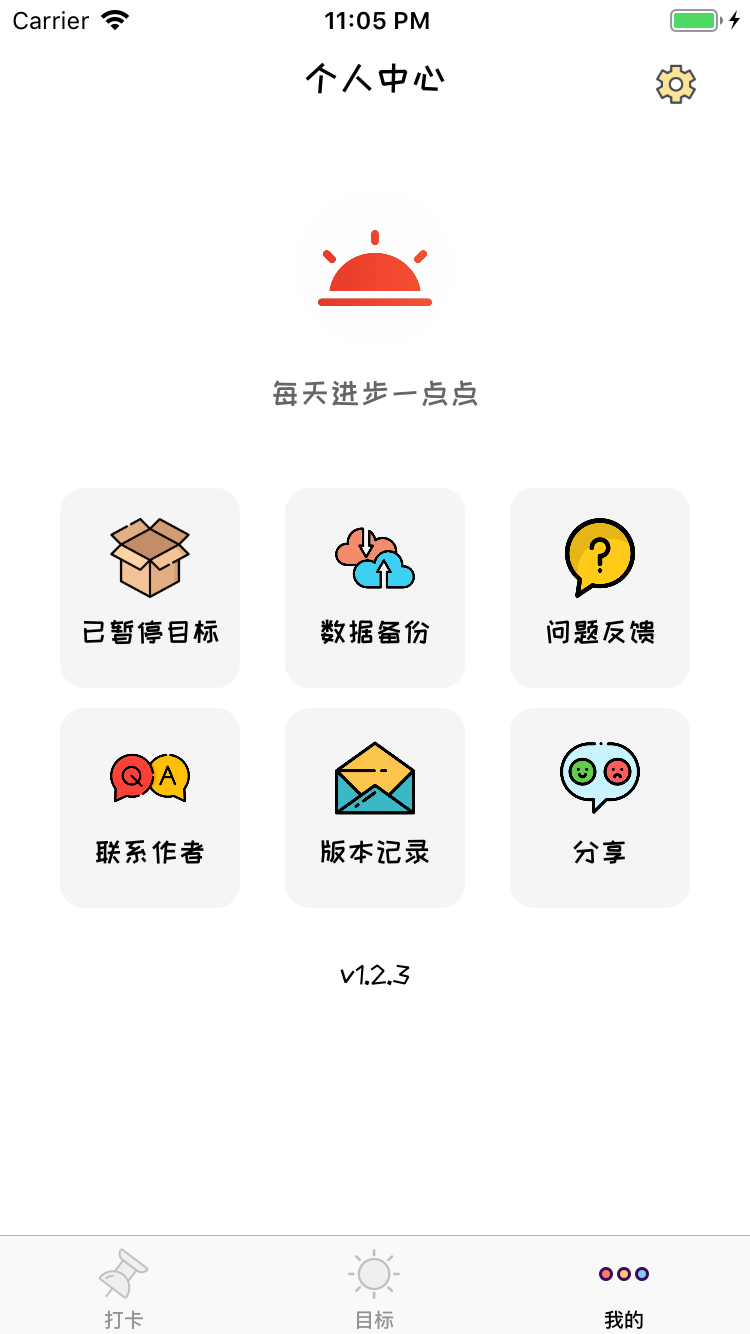 Carrier 11:05 PM
个人中心
每天进步一点点
?
已暂停目标 数据备份 问题反馈
Q A
联系作者 版本记录 分享
v1.2.3
打卡 目标 我的